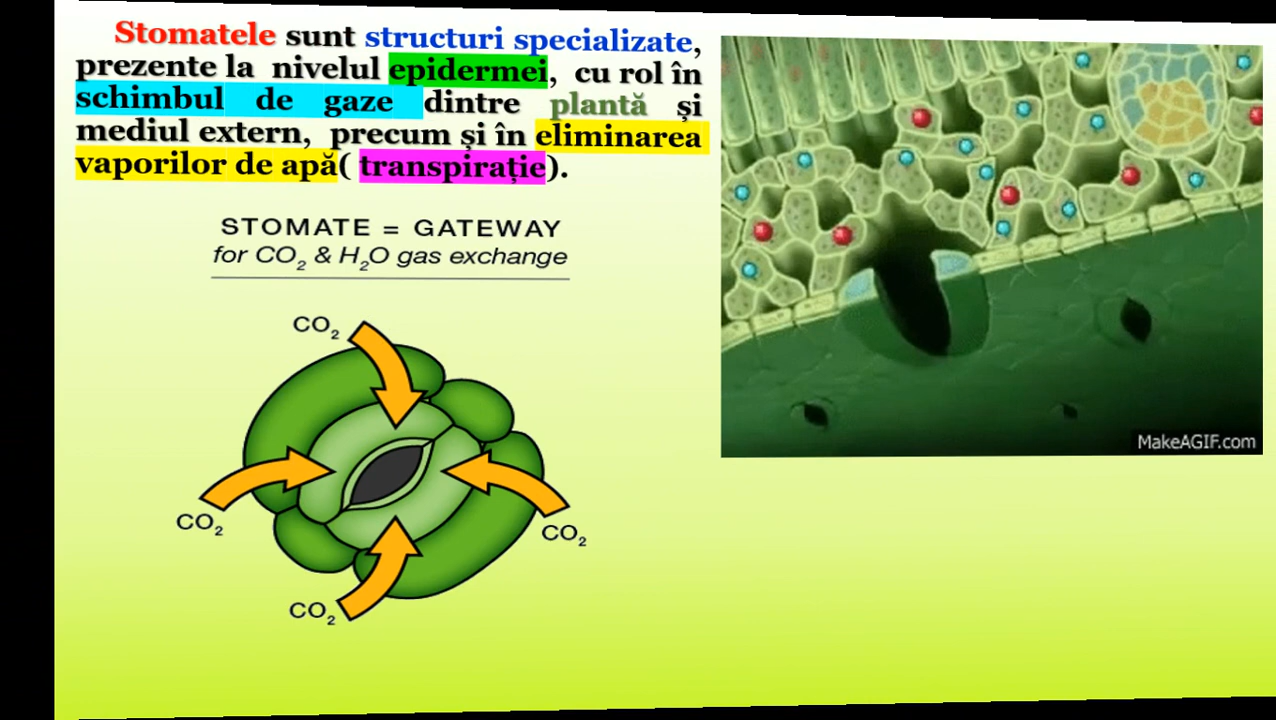 Stomatele sunt structuri specializate,
prezente la nivelul epidermei, cu rol în
schimbul de gaze dintre plantă și
mediul extern, precum și în eliminarea
vaporilor de apă( transpirație).
STOMATE = GATEWAY
for CO₂ & H₂O gas exchange
CO₂
CO₂
CO₂
CO₂
MakeAGIF.com